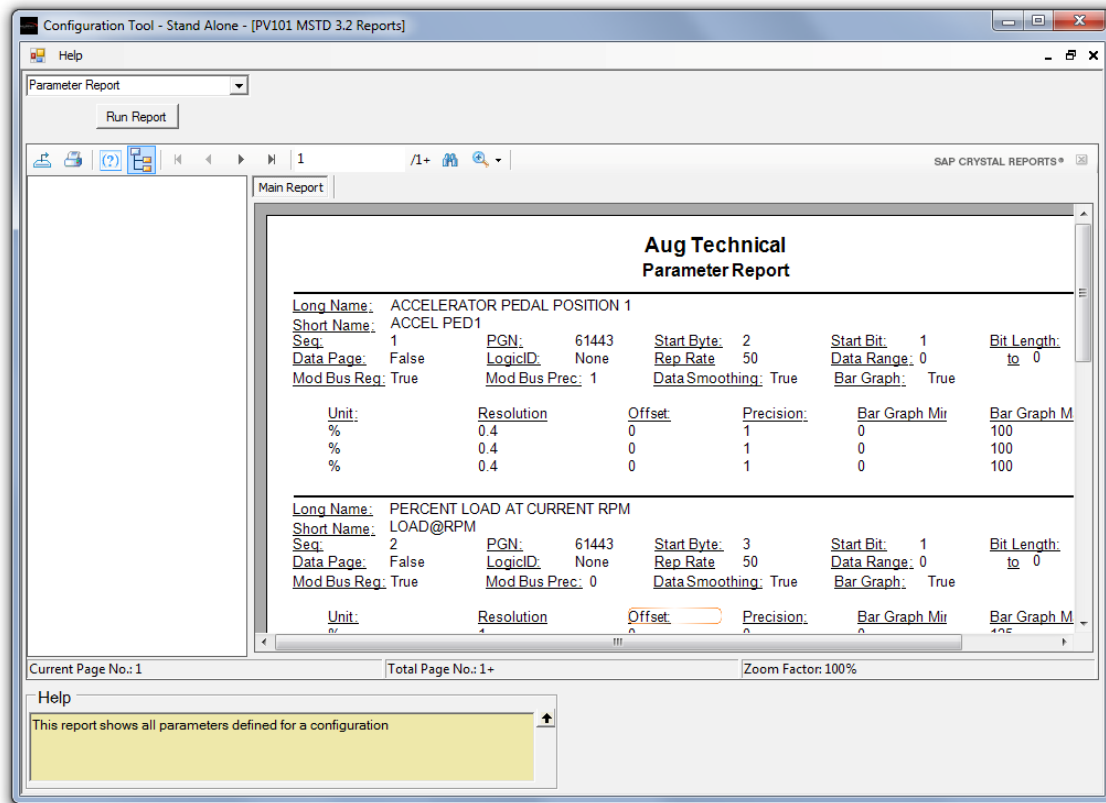 Configuration Tool - Stand Alone - [PV101 MSTD 3.2 Reports]
Help
Parameter Report
Run Report
1 /1+ SAP CRYSTAL REPORTS®
Main Report
Aug Technical
Parameter Report
Long Name: ACCELERATOR PEDAL POSITION 1
Short Name: ACCEL PED1
Seq: 1 PGN: 61443 Start Byte: 2 Start Bit: 1 Bit Length:
Data Page: False LogicID: None Rep Rate 50 Data Range: 0 to 0
Mod Bus Reg: True Mod Bus Prec: 1 Data Smoothing: True Bar Graph: True
Unit: Resolution Offset: Precision: Bar Graph Mir Bar Graph M
% 0.4 0 1 0 100
% 0.4 0 1 0 100
% 0.4 0 1 0 100
Long Name: PERCENT LOAD AT CURRENT RPM
Short Name: LOAD@RPM
Seq: 2 PGN: 61443 Start Byte: 3 Start Bit: 1 Bit Length:
Data Page: False LogicID: None Rep Rate 50 Data Range: 0 to 0
Mod Bus Reg: True Mod Bus Prec: 0 Data Smoothing: True Bar Graph: True
Unit: Resolution Offset: Precision: Bar Graph Mir Bar Graph M
Current Page No.: 1 Total Page No.: 1+ Zoom Factor: 100%
Help
This report shows all parameters defined for a configuration